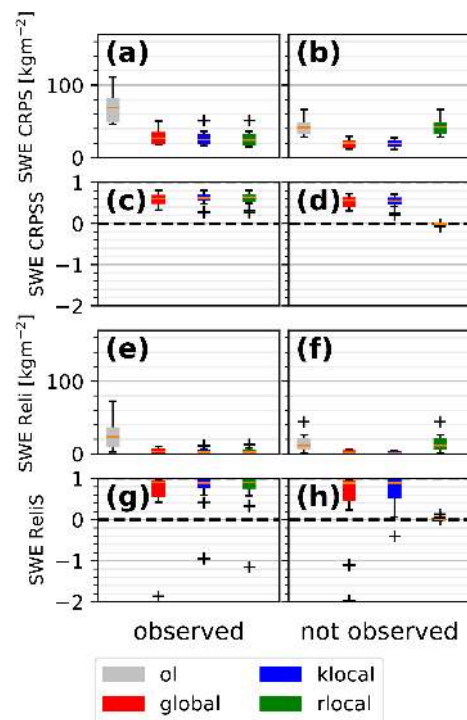 (a) (b)
SWE CRPS [kgm−2]
100
0
(c) (d)
SWE CRPSS
1
0
−1
−2
(e) (f)
SWE Reli [kgm−2]
100
0
(g) (h)
SWE ReliS
1
0
−1
−2
observed not observed
ol klocal
global rlocal